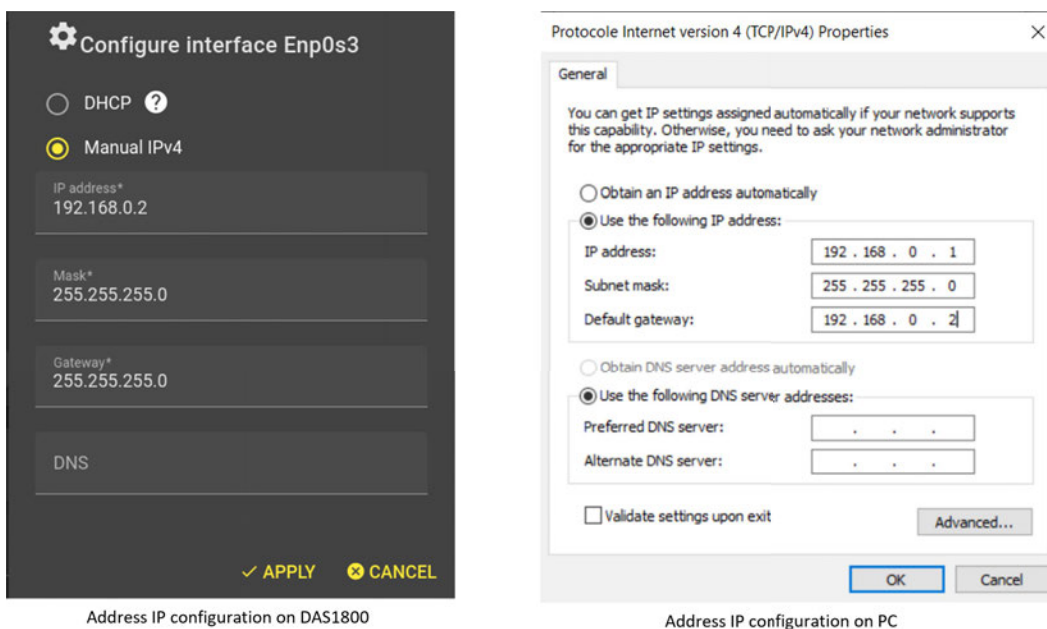 Configure interface Enp0s3
DHCP ?
Manual IPv4
IP address*
192.168.0.2
Mask*
255.255.255.0
Gateway*
255.255.255.0
DNS
APPLY CANCEL
Address IP configuration on DAS1800
Protocole Internet version 4 (TCP/IPv4) Properties
General
You can get IP settings assigned automatically if your network supports
this capability. Otherwise, you need to ask your network administrator
for the appropriate IP settings.
Obtain an IP address automatically
Use the following IP address:
IP address: 192 . 168 . 0 . 1
Subnet mask: 255 . 255 . 255 . 0
Default gateway: 192 . 168 . 0 . 2
Obtain DNS server address automatically
Use the following DNS server addresses:
Preferred DNS server: . . .
Alternate DNS server: . . .
Validate settings upon exit
Advanced...
OK Cancel
Address IP configuration on PC